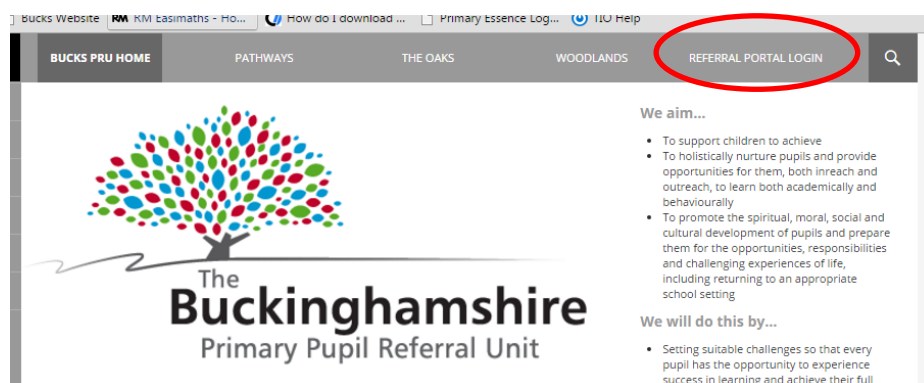 Bucks Website RM RM Easimaths - Ho... How do I download ... Primary Essence Log... TIO Help
BUCKS PRU HOME PATHWAYS THE OAKS WOODLANDS REFERRAL PORTAL LOGIN
The
Buckinghamshire
Primary Pupil Referral Unit
We aim...
• To support children to achieve
• To holistically nurture pupils and provide
opportunities for them, both inreach and
outreach, to learn both academically and
behaviourally
• To promote the spiritual, moral, social and
cultural development of pupils and prepare
them for the opportunities, responsibilities
and challenging experiences of life,
including returning to an appropriate
school setting
We will do this by...
• Setting suitable challenges so that every
pupil has the opportunity to experience
success in learning and achieve their full